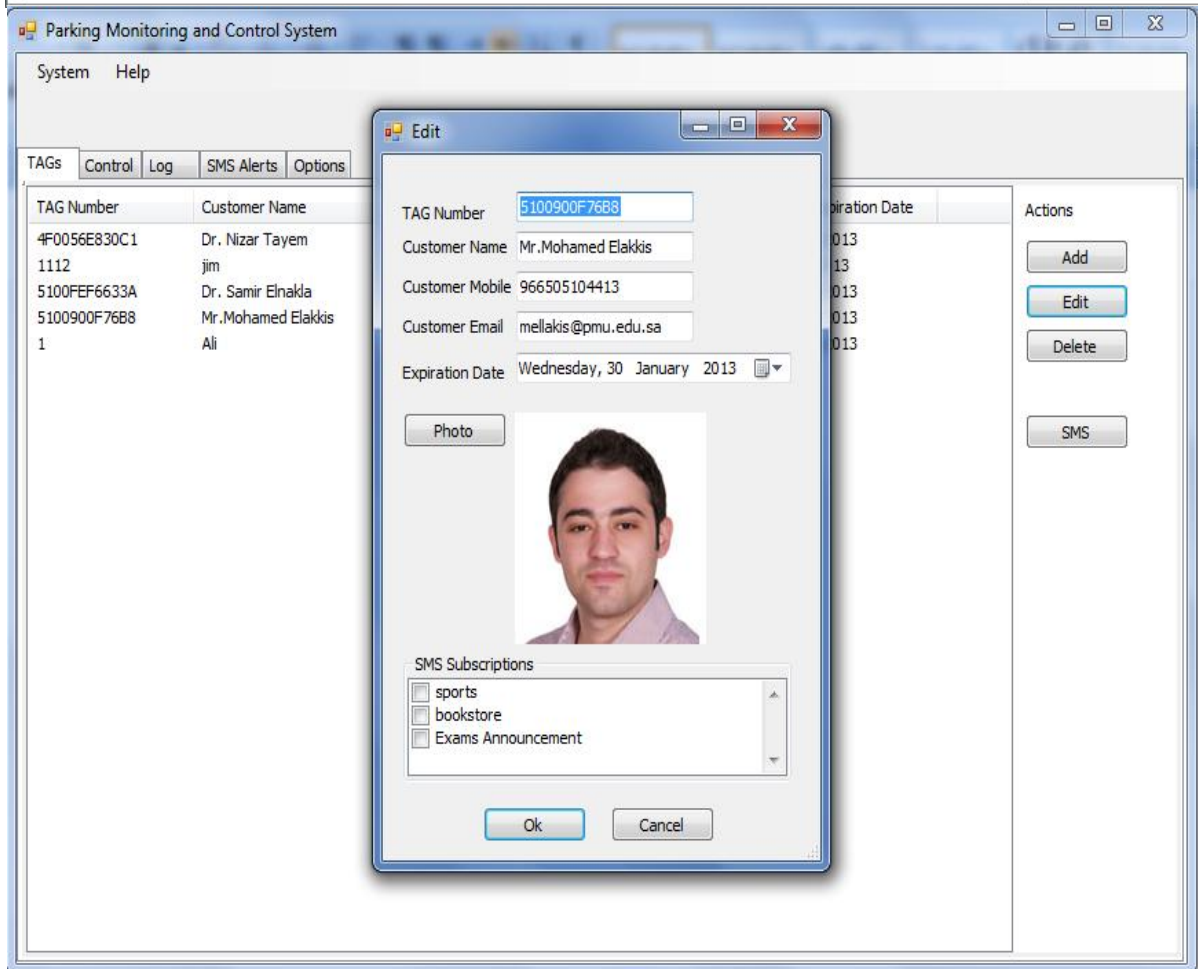 Parking Monitoring and Control System
System Help
Edit
TAGs Control Log SMS Alerts Options
TAG Number Customer Name Expiration Date Actions
4F0056E830C1 Dr. Nizar Tayem 013
1112 jim 13
5100FEF6633A Dr. Samir Elnakla 013
5100900F76B8 Mr.Mohamed Elakkis 013
1 Ali 013
Add
Edit
Delete
SMS
TAG Number 5100900F76B8
Customer Name Mr.Mohamed Elakkis
Customer Mobile 966505104413
Customer Email mellakis@pmu.edu.sa
Expiration Date Wednesday, 30 January 2013
Photo
SMS Subscriptions
sports
bookstore
Exams Announcement
Ok Cancel